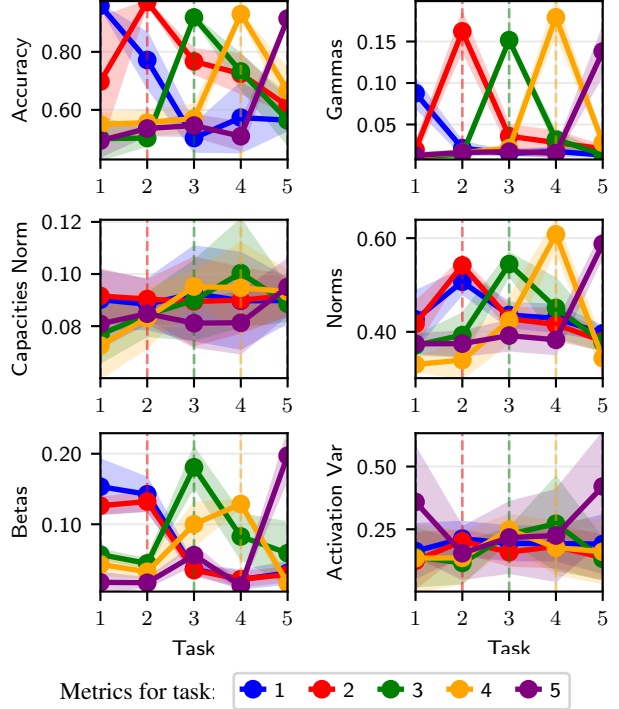 Accuracy
0.80
0.60
1 2 3 4 5
Gammas
0.15
0.05
1 2 3 4 5
Capacities Norm
0.12
0.10
0.08
1 2 3 4 5
Norms
0.60
0.40
1 2 3 4 5
Betas
0.20
0.10
1 2 3 4 5
Task
Activation Var
0.50
0.25
1 2 3 4 5
Task
Metrics for task: 1 2 3 4 5